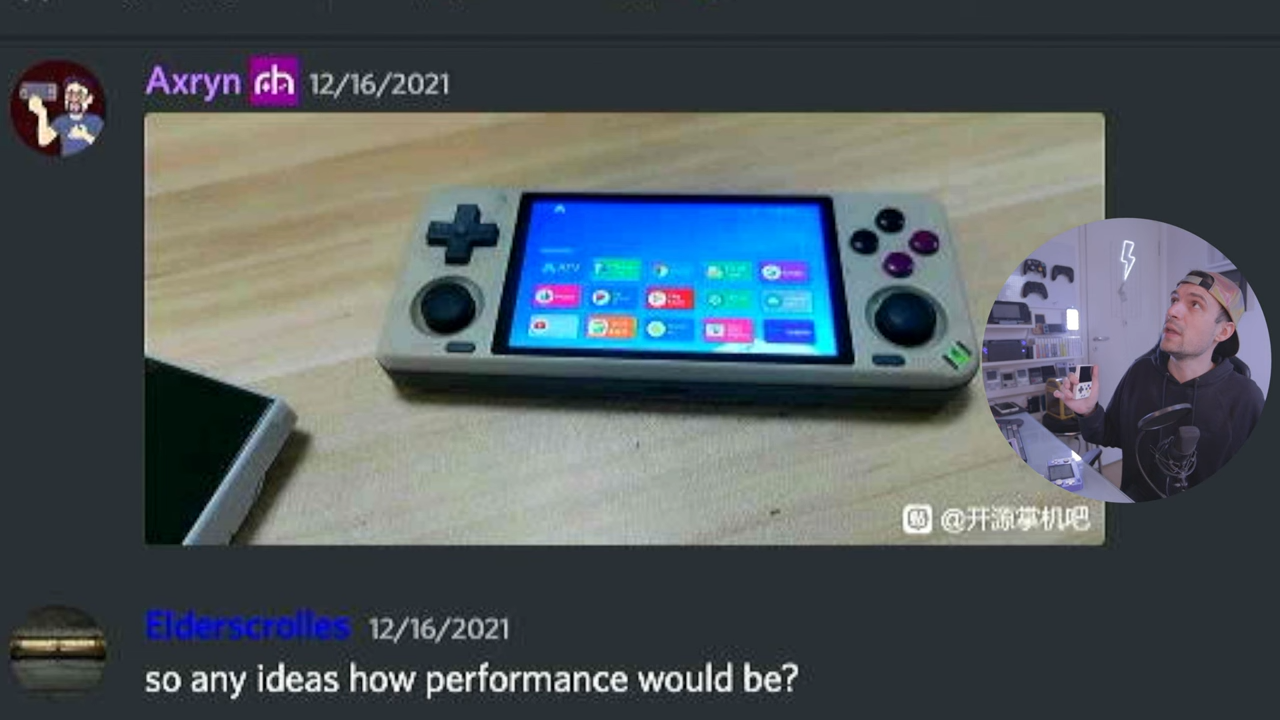 Axryn rh 12/16/2021
@开源掌机吧
Elderscrolles 12/16/2021
so any ideas how performance would be?